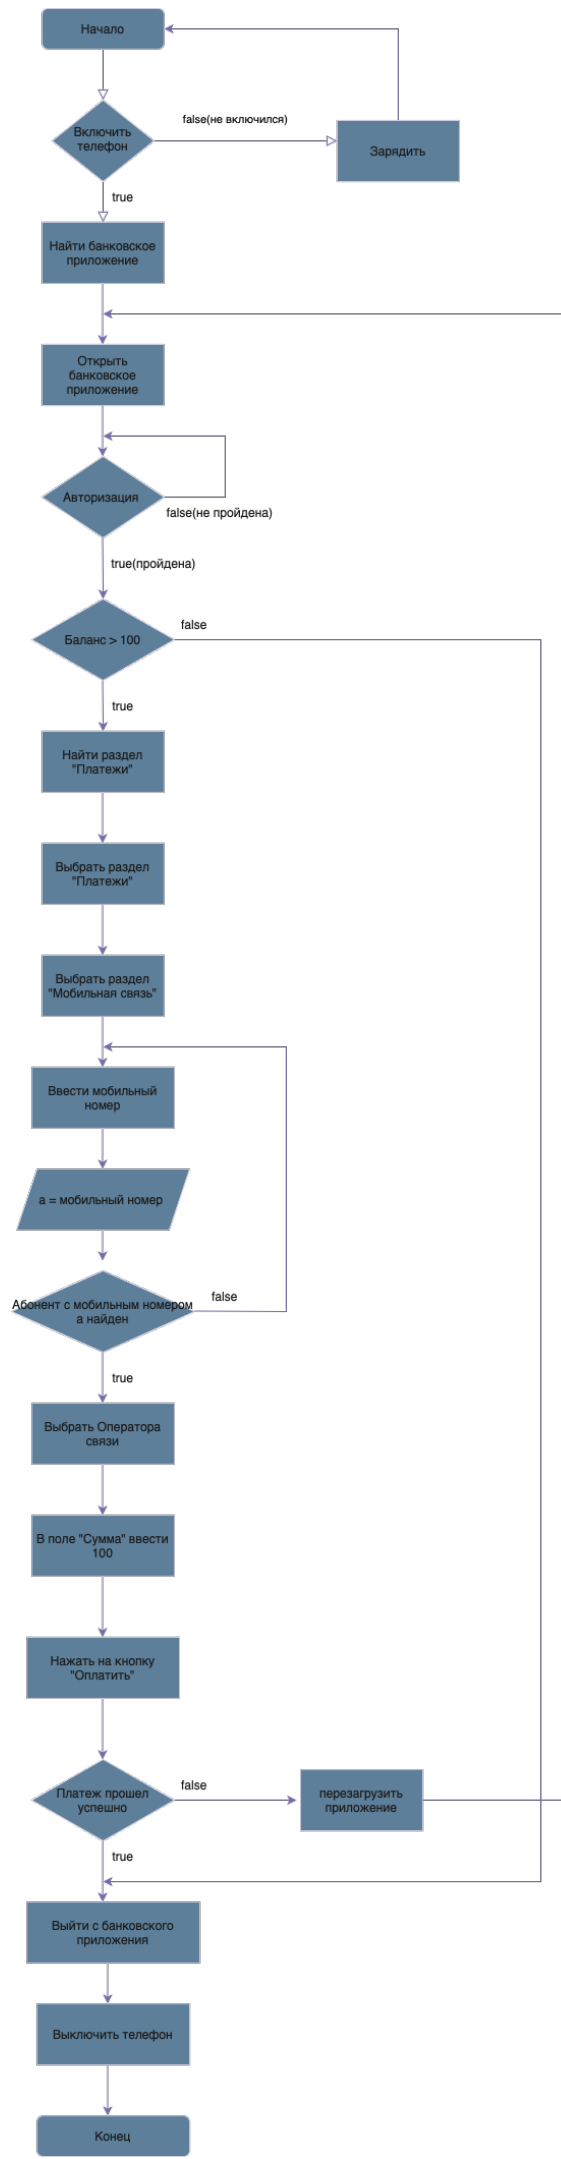 Начало
Включить
телефон
false(не включился)
Зарядить
true
Найти банковское
приложение
Открыть
банковское
приложение
Авторизация
false(не пройдена)
true(пройдена)
Баланс > 100
false
true
Найти раздел
"Платежи"
Выбрать раздел
"Платежи"
Выбрать раздел
"Мобильная связь"
Ввести мобильный
номер
а = мобильный номер
Абонент с мобильным номером
а найден
false
true
Выбрать Оператора
связи
В поле "Сумма" ввести
100
Нажать на кнопку
"Оплатить"
Платеж прошел
успешно
false
перезагрузить
приложение
true
Выйти с банковского
приложения
Выключить телефон
Конец